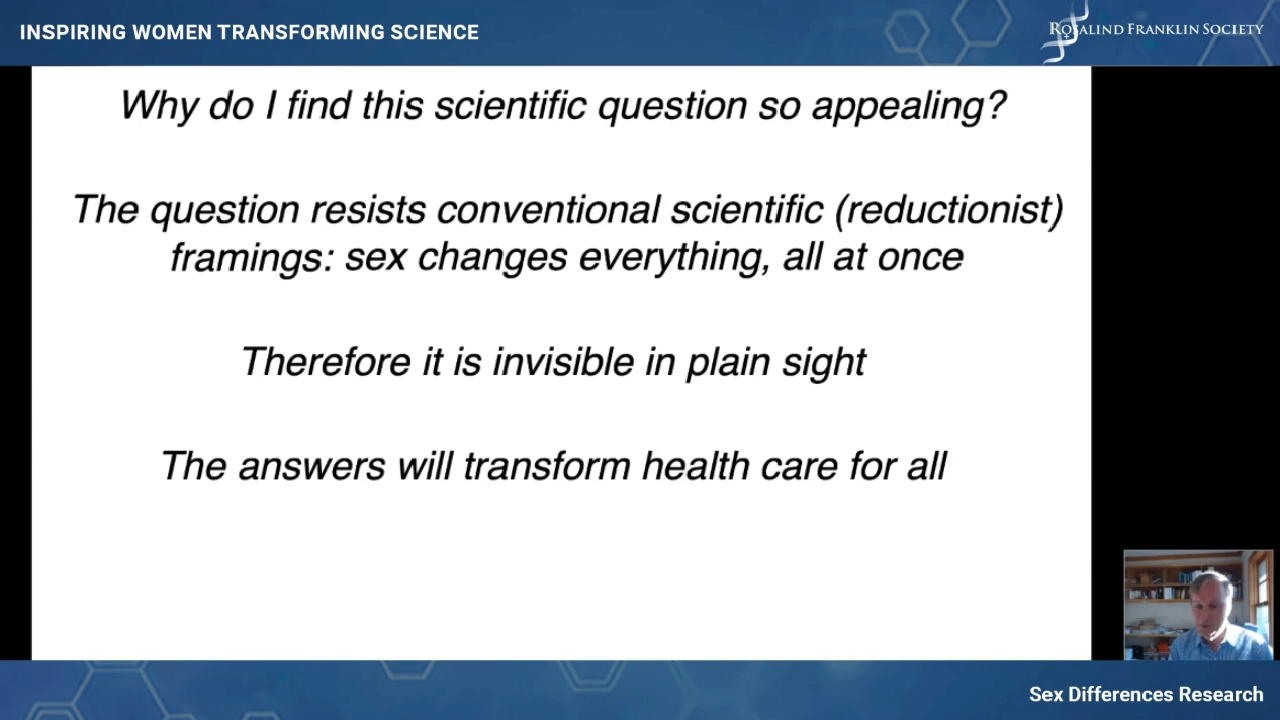 INSPIRING WOMEN TRANSFORMING SCIENCE
ROSALIND FRANKLIN SOCIETY
Why do I find this scientific question so appealing?
The question resists conventional scientific (reductionist)
framings: sex changes everything, all at once
Therefore it is invisible in plain sight
The answers will transform health care for all
Sex Differences Research